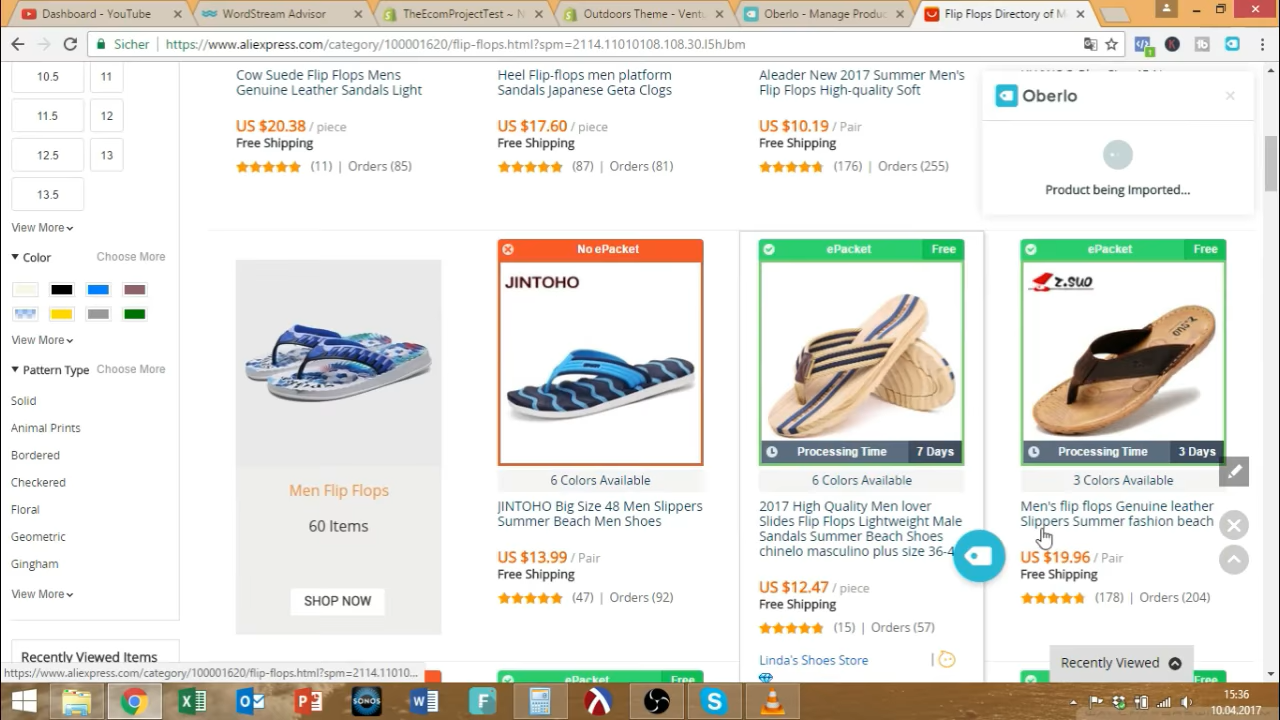 Dashboard - YouTube
WordStream Advisor
TheEcomProjectTest ~ N
Outdoors Theme - Ventu
Oberlo - Manage Produc
Flip Flops Directory of M
Sicher
https://www.aliexpress.com/category/100001620/flip-flops.html?spm=2114.11010108.108.30.I5hJbm
10.5
11
11.5
12
12.5
13
13.5
View More
Color
Choose More
View More
Pattern Type
Choose More
Solid
Animal Prints
Bordered
Checkered
Floral
Geometric
Gingham
View More
Recently Viewed Items
Cow Suede Flip Flops Mens
Genuine Leather Sandals Light
US $20.38 / piece
Free Shipping
(11) | Orders (85)
Heel Flip-flops men platform
Sandals Japanese Geta Clogs
US $17.60 / piece
Free Shipping
(87) | Orders (81)
Aleader New 2017 Summer Men's
Flip Flops High-quality Soft
US $10.19 / Pair
Free Shipping
(176) | Orders (255)
Oberlo
Product being Imported...
Men Flip Flops
60 Items
SHOP NOW
No ePacket
JINTOHO
6 Colors Available
JINTOHO Big Size 48 Men Slippers
Summer Beach Men Shoes
US $13.99 / Pair
Free Shipping
(47) | Orders (92)
ePacket
Free
Processing Time
7 Days
6 Colors Available
2017 High Quality Men lover
Slides Flip Flops Lightweight Male
Sandals Summer Beach Shoes
chinelo masculino plus size 36-4
US $12.47 / piece
Free Shipping
(15) | Orders (57)
Linda's Shoes Store
ePacket
Free
Z.SUO
Processing Time
3 Days
3 Colors Available
Men's flip flops Genuine leather
Slippers Summer fashion beach
US $19.96 / Pair
Free Shipping
(178) | Orders (204)
Recently Viewed
ePacket
Free
https://www.aliexpress.com/category/100001620/flip-flops.html?spm=2114.11010...
SONOS
15:36
10.04.2017